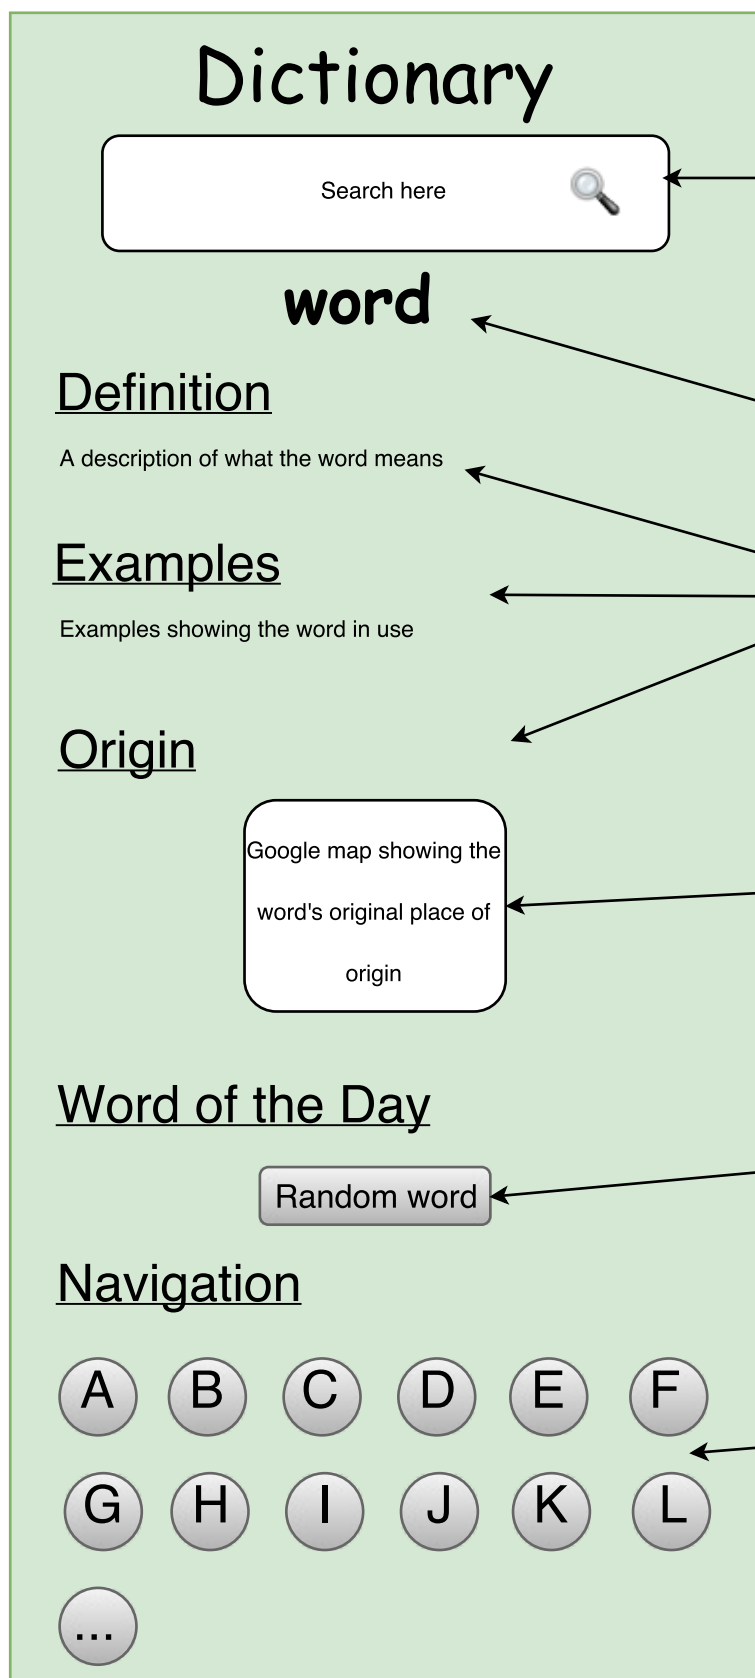 Dictionary
Search here
word
Definition
A description of what the word means
Examples
Examples showing the word in use
Origin
Google map showing the
word's original place of
origin
Word of the Day
Random word
Navigation
A B C D E F
G H I J K L
...